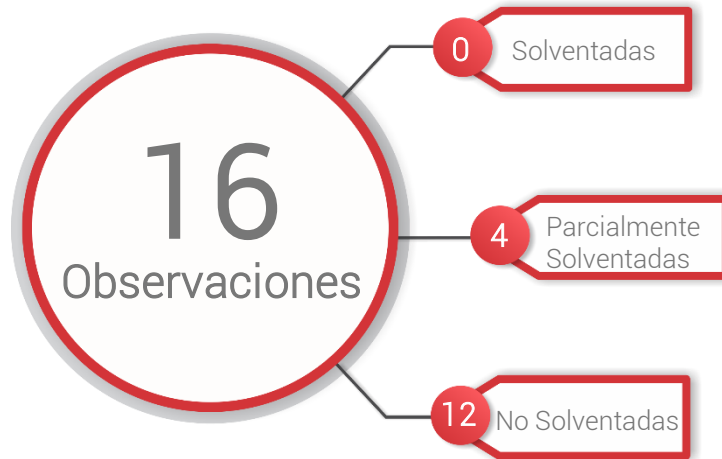 16
Observaciones
0
Solventadas
4
Parcialmente
Solventadas
12
No Solventadas